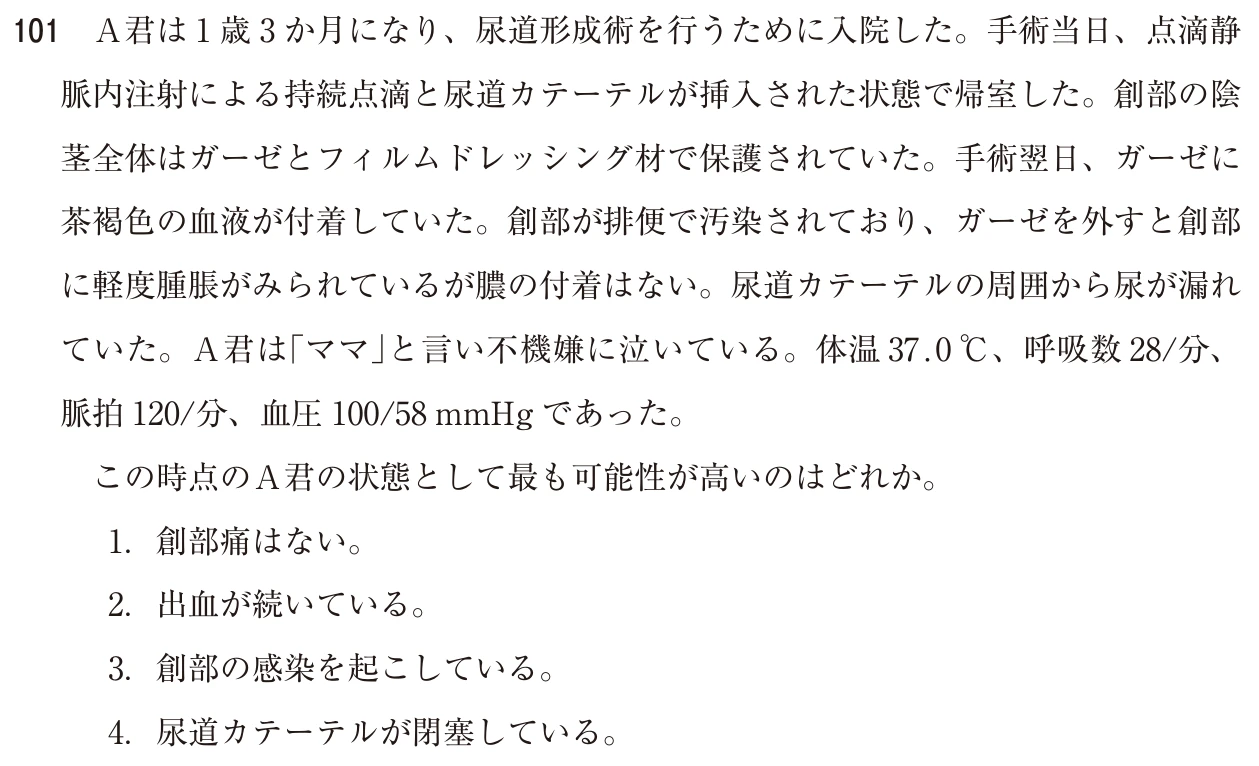 101　A君は1歳3か月になり、尿道形成術を行うために入院した。手術当日、点滴静
脈内注射による持続点滴と尿道カテーテルが挿入された状態で帰室した。創部の陰
茎全体はガーゼとフィルムドレッシング材で保護されていた。手術翌日、ガーゼに
茶褐色の血液が付着していた。創部が排便で汚染されており、ガーゼを外すと創部
に軽度腫脹がみられているが膿の付着はない。尿道カテーテルの周囲から尿が漏れ
ていた。A君は「ママ」と言い不機嫌に泣いている。体温 37.0 ℃、呼吸数 28/分、
脈拍 120/分、血圧 100/58 mmHg であった。
この時点のA君の状態として最も可能性が高いのはどれか。
1. 創部痛はない。
2. 出血が続いている。
3. 創部の感染を起こしている。
4. 尿道カテーテルが閉塞している。